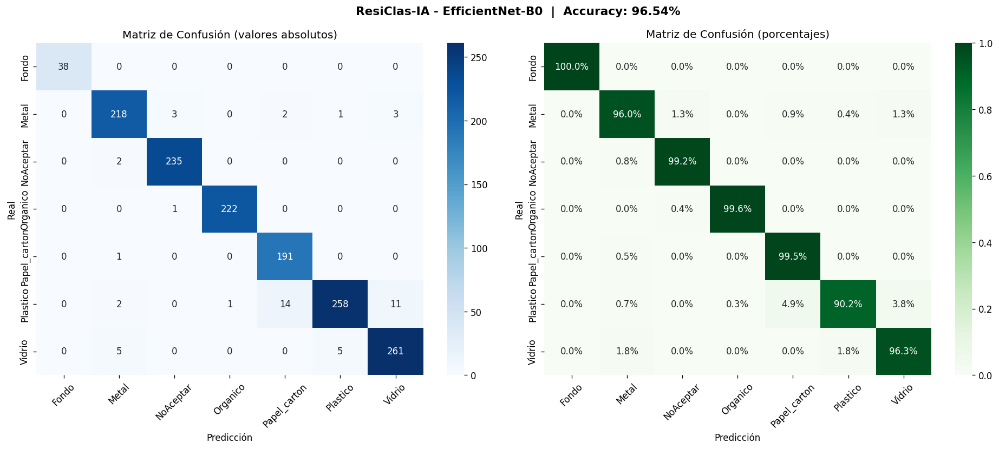 ResiClas-IA - EfficientNet-B0 | Accuracy: 96.54%
Matriz de Confusión (valores absolutos)
Real
Fondo 38 0 0 0 0 0 0
Metal 0 218 3 0 2 1 3
NoAceptar 0 2 235 0 0 0 0
Organico 0 0 1 222 0 0 0
Papel_carton 0 1 0 0 191 0 0
Plastico 0 2 0 1 14 258 11
Vidrio 0 5 0 0 0 5 261
Fondo Metal NoAceptar Organico Papel_carton Plastico Vidrio
Predicción
250
200
150
100
50
0
Matriz de Confusión (porcentajes)
Real
Fondo 100.0% 0.0% 0.0% 0.0% 0.0% 0.0% 0.0%
Metal 0.0% 96.0% 1.3% 0.0% 0.9% 0.4% 1.3%
NoAceptar 0.0% 0.8% 99.2% 0.0% 0.0% 0.0% 0.0%
Organico 0.0% 0.0% 0.4% 99.6% 0.0% 0.0% 0.0%
Papel_carton 0.0% 0.5% 0.0% 0.0% 99.5% 0.0% 0.0%
Plastico 0.0% 0.7% 0.0% 0.3% 4.9% 90.2% 3.8%
Vidrio 0.0% 1.8% 0.0% 0.0% 0.0% 1.8% 96.3%
Fondo Metal NoAceptar Organico Papel_carton Plastico Vidrio
Predicción
1.0
0.8
0.6
0.4
0.2
0.0